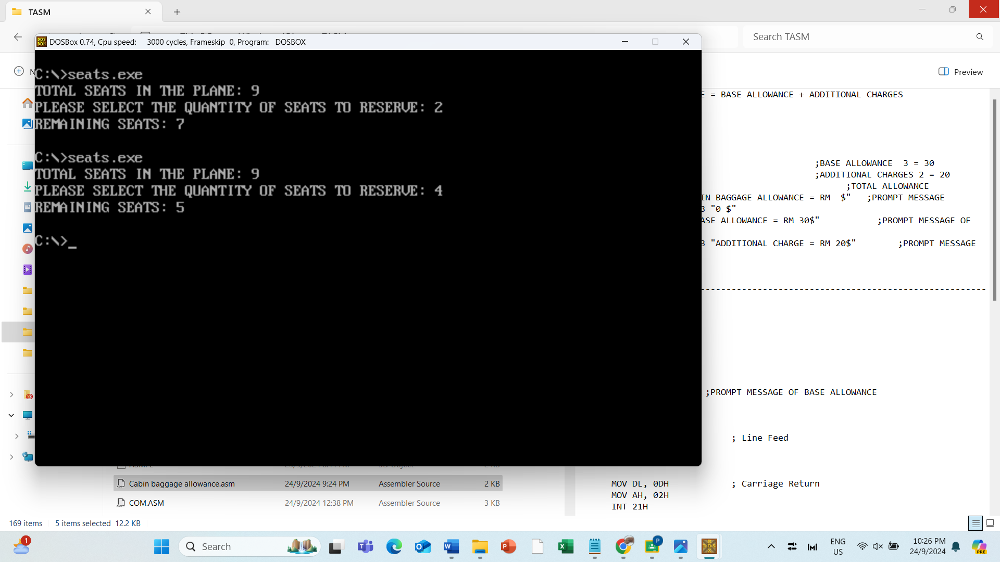 TASM
Search TASM
DOSBox 0.74, Cpu speed: 3000 cycles, Frameskip 0, Program: DOSBOX
Preview
C:\>seats.exe
TOTAL SEATS IN THE PLANE: 9
PLEASE SELECT THE QUANTITY OF SEATS TO RESERVE: 2
REMAINING SEATS: 7
C:\>seats.exe
TOTAL SEATS IN THE PLANE: 9
PLEASE SELECT THE QUANTITY OF SEATS TO RESERVE: 4
REMAINING SEATS: 5
C:\>_
E = BASE ALLOWANCE + ADDITIONAL CHARGES
;BASE ALLOWANCE 3 = 30
;ADDITIONAL CHARGES 2 = 20
;TOTAL ALLOWANCE
IN BAGGAGE ALLOWANCE = RM $" ;PROMPT MESSAGE
"0 $"
ASE ALLOWANCE = RM 30$" ;PROMPT MESSAGE OF
"ADDITIONAL CHARGE = RM 20$" ;PROMPT MESSAGE
--------------------------------------------------------
;PROMPT MESSAGE OF BASE ALLOWANCE
; Line Feed
MOV DL, 0DH ; Carriage Return
MOV AH, 02H
INT 21H
Cabin baggage allowance.asm 24/9/2024 9:24 PM Assembler Source 2 KB
COM.ASM 24/9/2024 12:38 PM Assembler Source 3 KB
169 items 5 items selected 12.2 KB
1
Search
P
DOS BOX
ENG
US
10:26 PM
24/9/2024
PRE